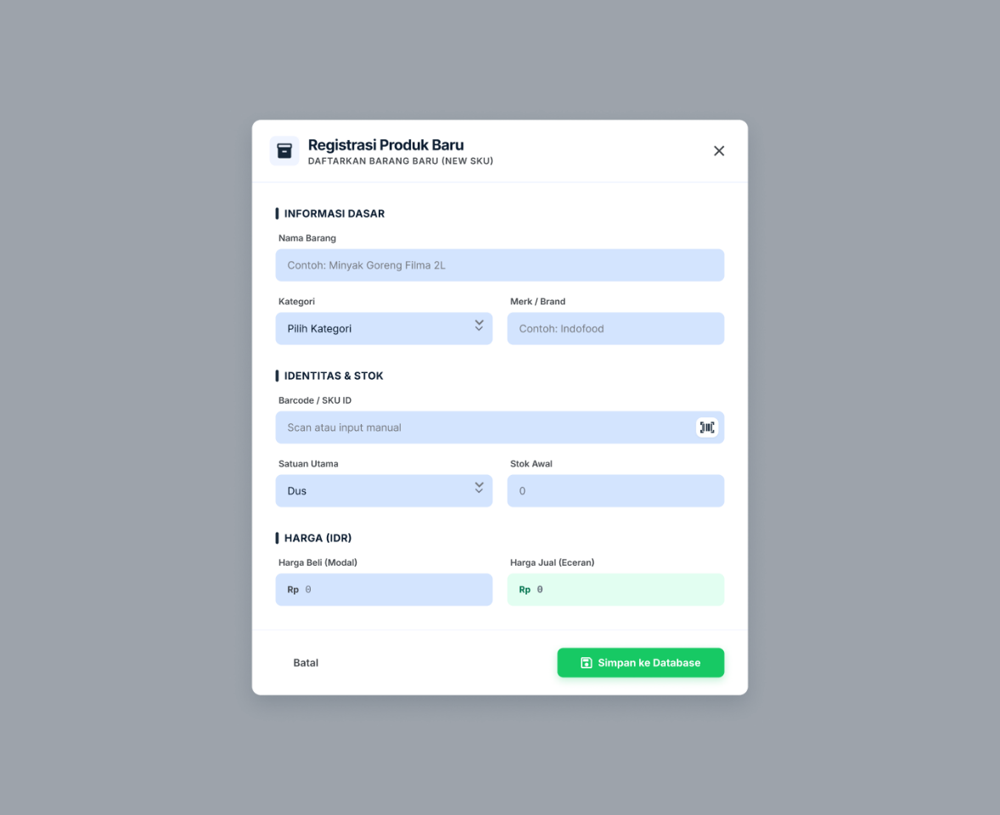 Registrasi Produk Baru
DAFTARKAN BARANG BARU (NEW SKU)
INFORMASI DASAR
Nama Barang
Contoh: Minyak Goreng Filma 2L
Kategori
Merk / Brand
Pilih Kategori
Contoh: Indofood
IDENTITAS & STOK
Barcode / SKU ID
Scan atau input manual
Satuan Utama
Stok Awal
Dus
0
HARGA (IDR)
Harga Beli (Modal)
Harga Jual (Eceran)
Rp 0
Rp 0
Batal
Simpan ke Database